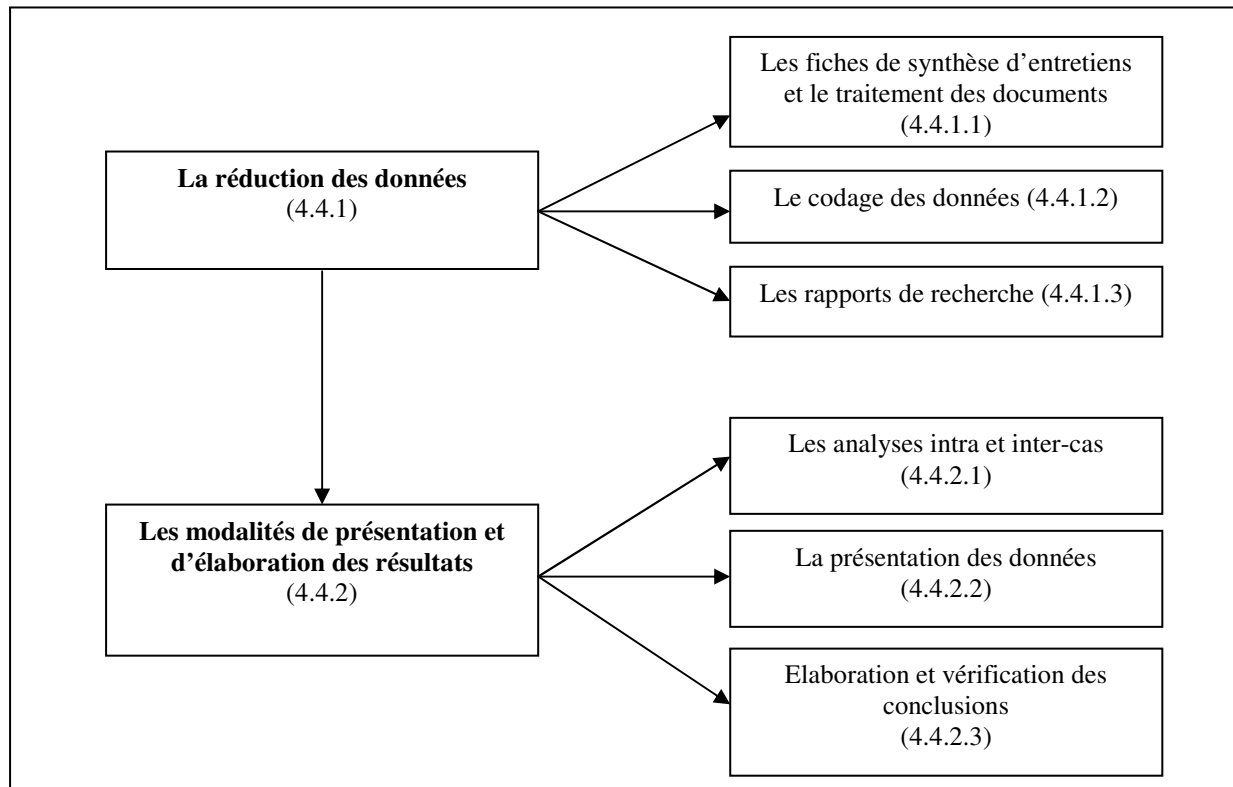 Les fiches de synthèse d’entretiens
et le traitement des documents
(4.4.1.1)
La réduction des données
(4.4.1)
Le codage des données (4.4.1.2)
Les rapports de recherche (4.4.1.3)
Les analyses intra et inter-cas
(4.4.2.1)
Les modalités de présentation et
d’élaboration des résultats
(4.4.2)
La présentation des données
(4.4.2.2)
Elaboration et vérification des
conclusions
(4.4.2.3)